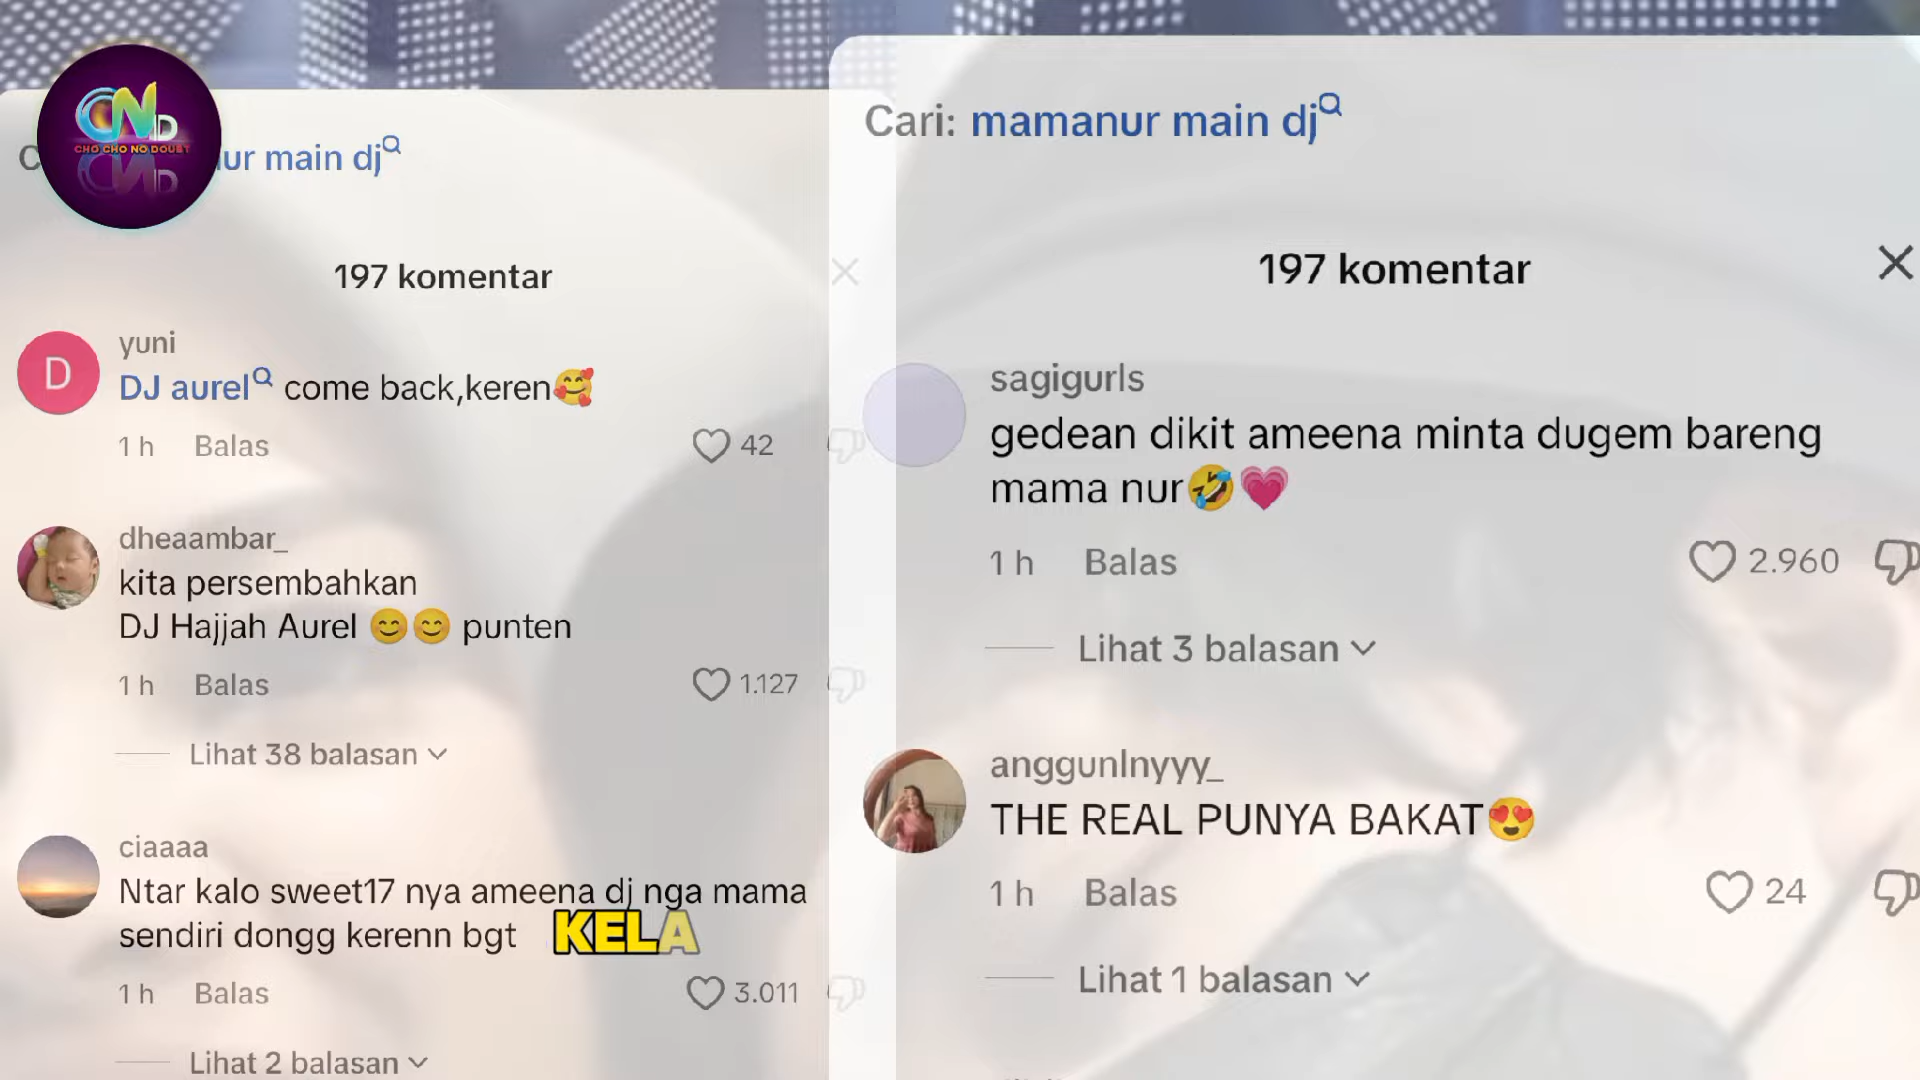 CND
CHO CHO NO DOUBT
C
ur main dj
197 komentar
D
yuni
DJ aurel come back,keren🥰
1 h Balas 42
dheaambar_
kita persembahkan
DJ Hajjah Aurel 😊😊 punten
1 h Balas 1.127
Lihat 38 balasan
ciaaaa
Ntar kalo sweet17 nya ameena dj nga mama
sendiri dongg kerenn bgt
KELA
1 h Balas 3.011
Lihat 2 balasan
Cari: mamanur main dj
197 komentar
sagigurls
gedean dikit ameena minta dugem bareng
mama nur🤣💗
1 h Balas 2.960
Lihat 3 balasan
anggunlnyyy_
THE REAL PUNYA BAKAT😍
1 h Balas 24
Lihat 1 balasan